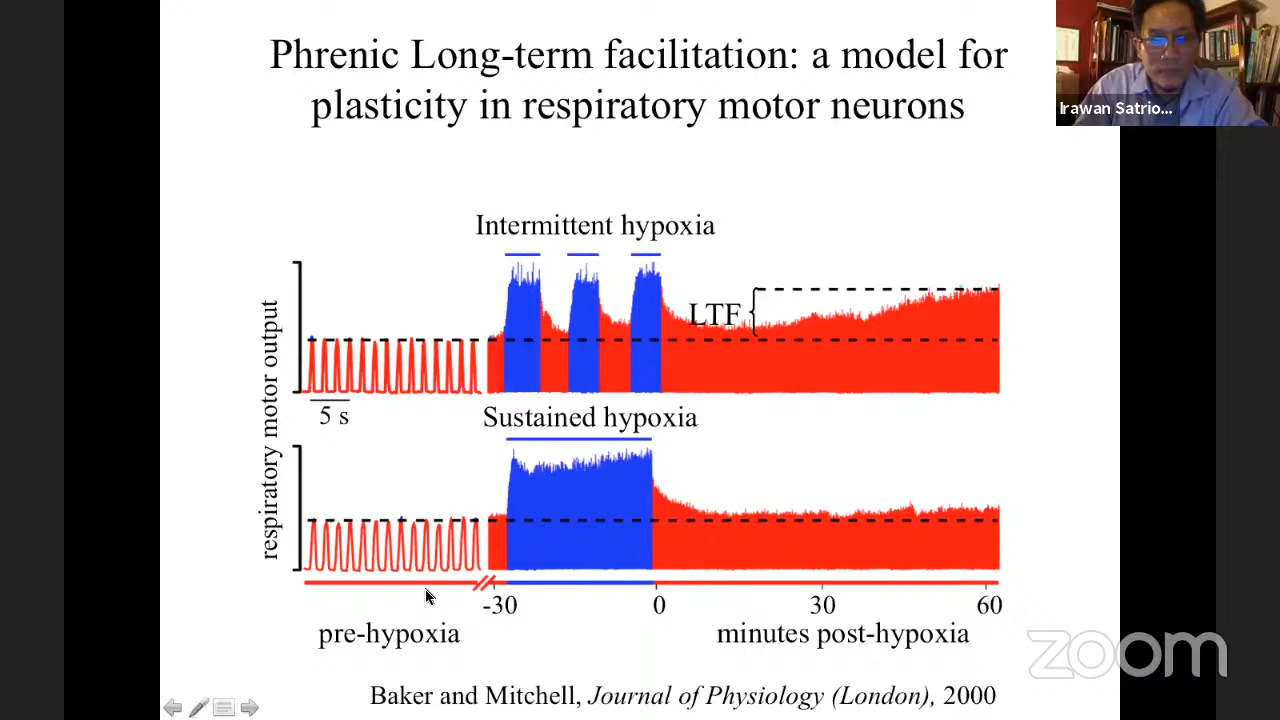 Phrenic Long-term facilitation: a model for
plasticity in respiratory motor neurons
Irawan Satrio...
Intermittent hypoxia
LTF
respiratory motor output
5 s
Sustained hypoxia
-30
0
30
60
pre-hypoxia
minutes post-hypoxia
zoom
Baker and Mitchell, Journal of Physiology (London), 2000